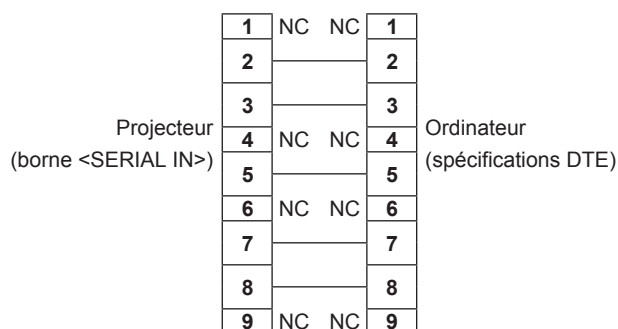 1 NC NC 1
2 2
3 3
Projecteur
(borne <SERIAL IN>)
4 NC NC 4
Ordinateur
(spécifications DTE)
5 5
6 NC NC 6
7 7
8 8
9 NC NC 9